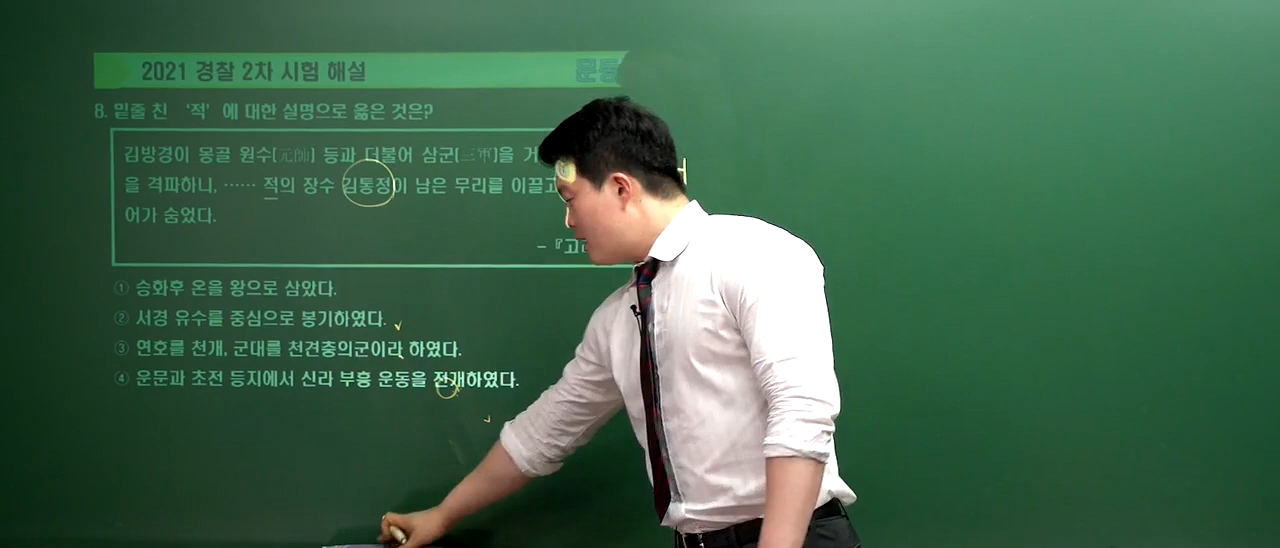 2021 경찰 2차 시험 해설
8. 밑줄 친 '적' 에 대한 설명으로 옳은 것은?
김방경이 몽골 원수(元帥) 등과 더불어 삼군(三軍)을
을 격파하니, …… 적의 장수 김통정이 남은 무리를 이끌고
어가 숨었다.
- 『고려
① 승화후 온을 왕으로 삼았다.
② 서경 유수를 중심으로 봉기하였다.
③ 연호를 천개, 군대를 천견충의군이라 하였다.
④ 운문과 초전 등지에서 신라 부흥 운동을 전개하였다.